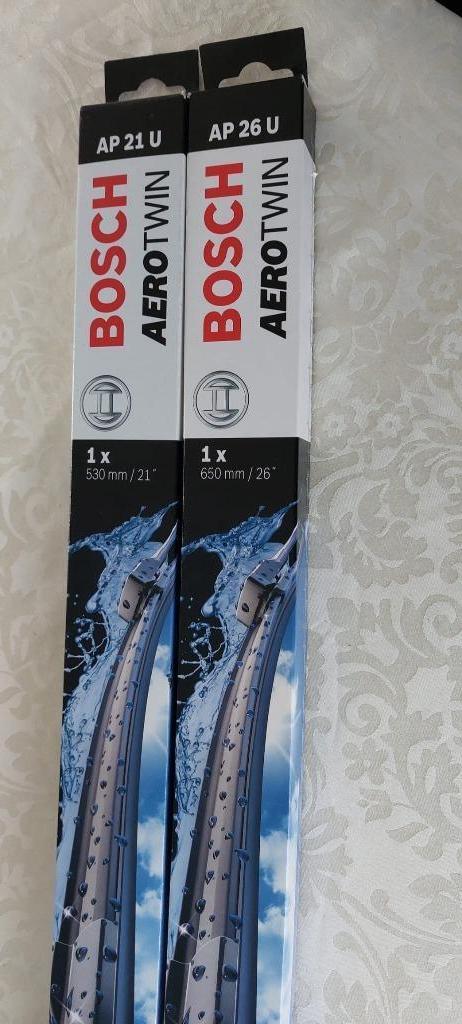 AP 21 U
BOSCH
AEROTWIN
1 x
530 mm / 21"
AP 26 U
BOSCH
AEROTWIN
1 x
650 mm / 26"